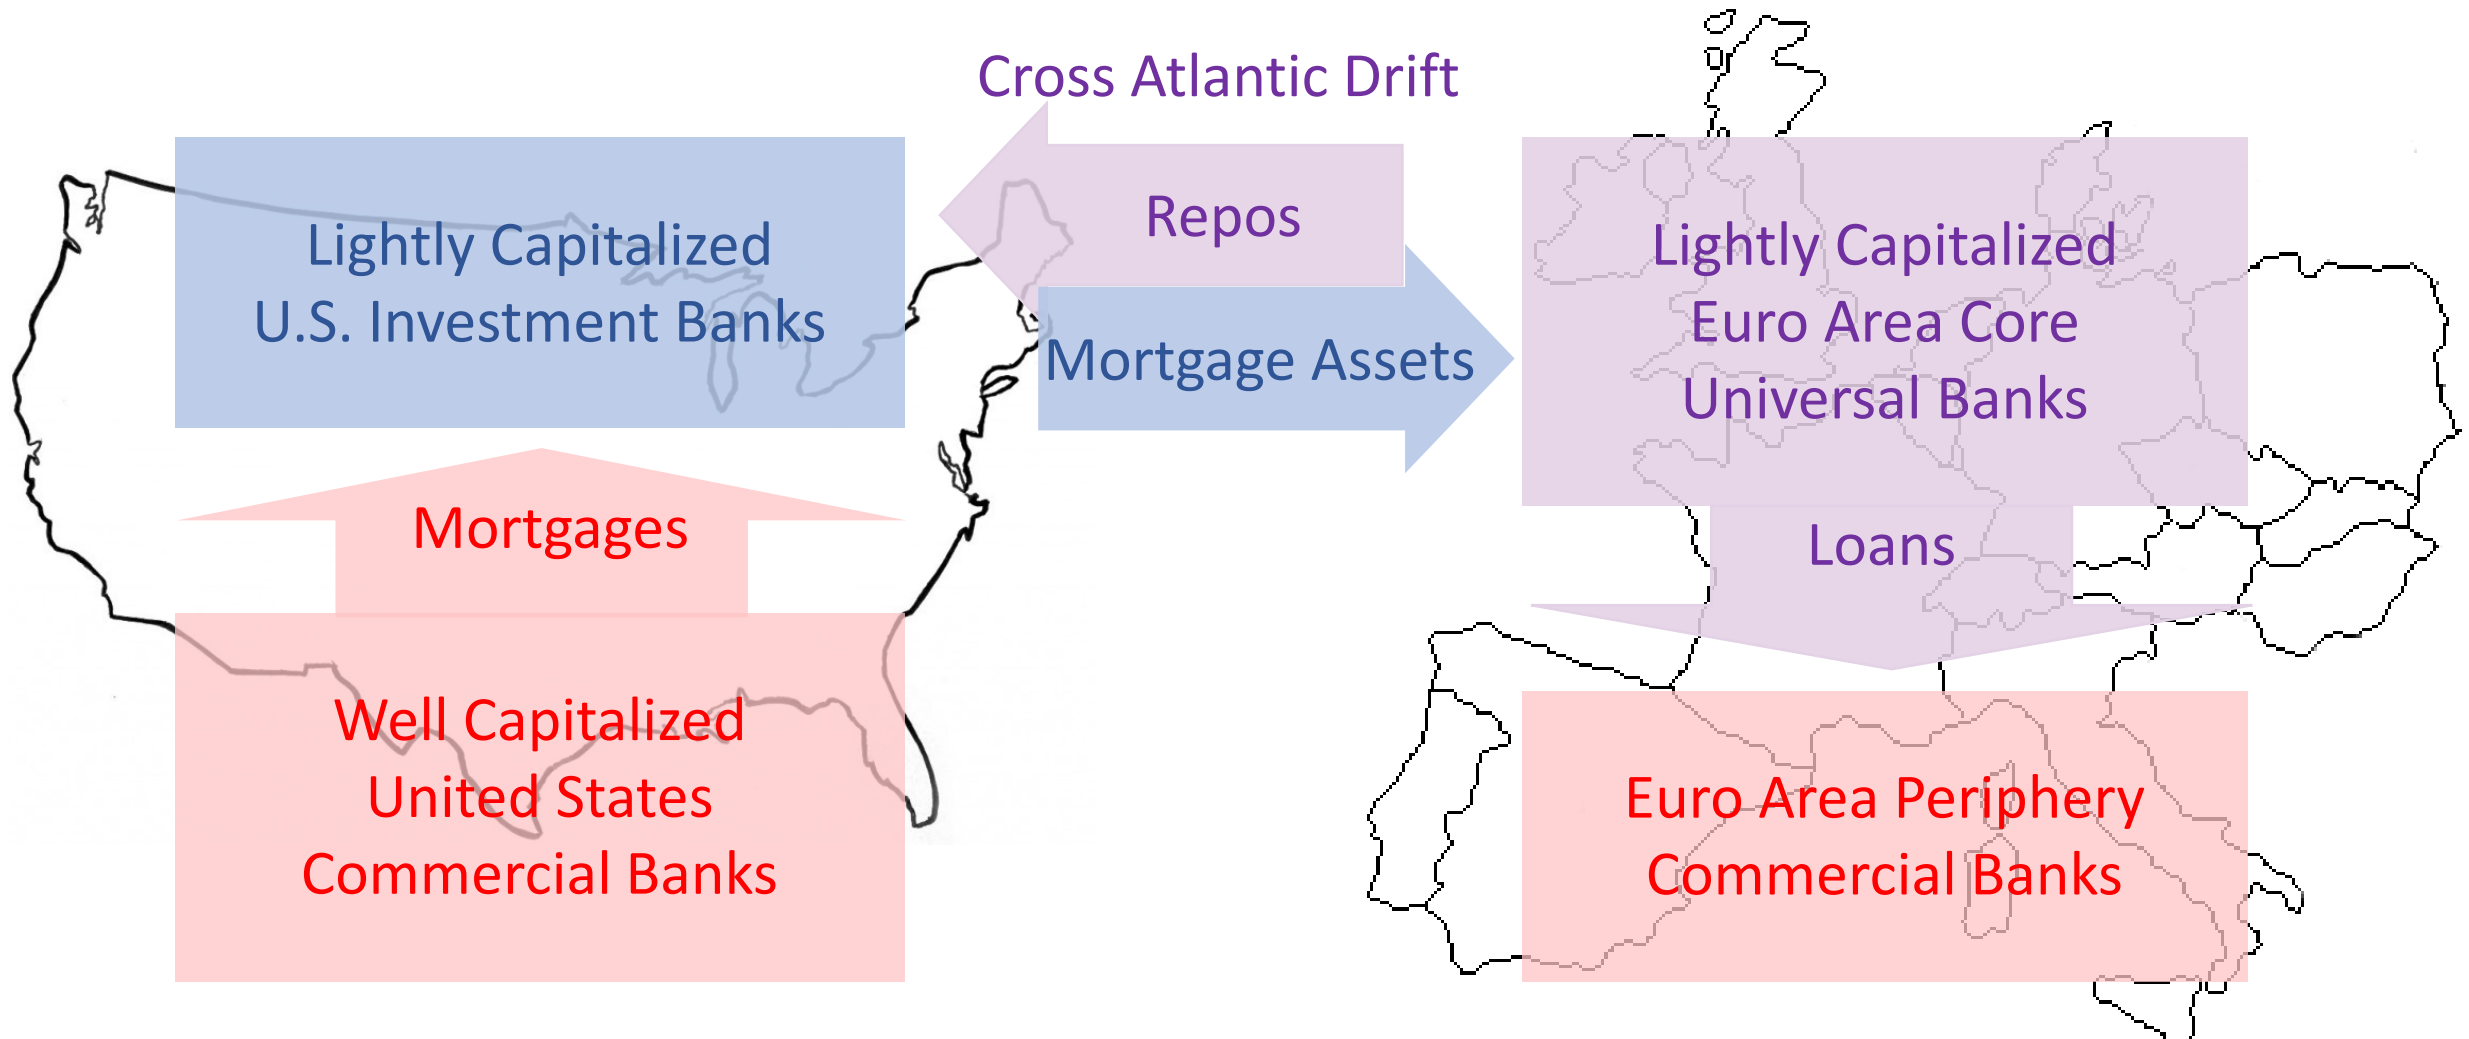 Cross Atlantic Drift
Lightly Capitalized
U.S. Investment Banks
Repos
Mortgage Assets
Lightly Capitalized
Euro Area Core
Universal Banks
Mortgages
Loans
Well Capitalized
United States
Commercial Banks
Euro Area Periphery
Commercial Banks